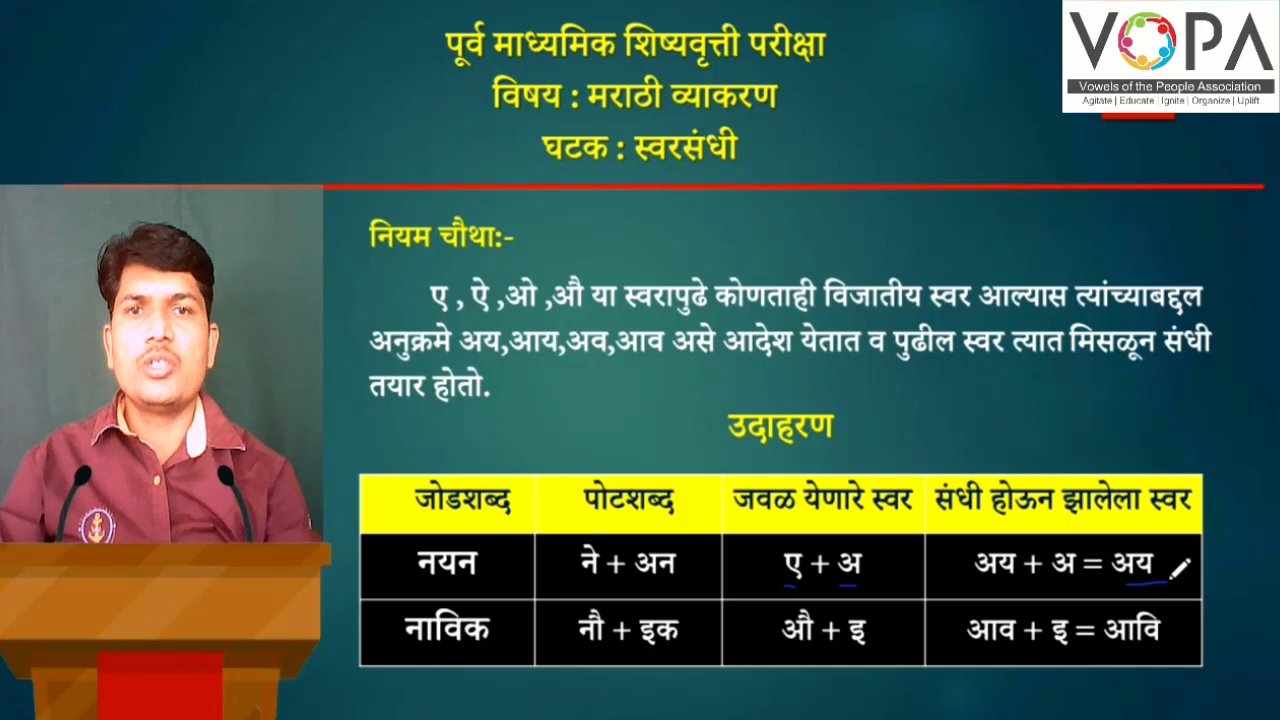 पूर्व माध्यमिक शिष्यवृत्ती परीक्षा
विषय : मराठी व्याकरण
घटक : स्वरसंधी
VOPA
Vowels of the People Association
Agitate | Educate | Ignite | Organize | Uplift
नियम चौथा:-
ए , ऐ ,ओ ,औ या स्वरापुढे कोणताही विजातीय स्वर आल्यास त्यांच्याबद्दल
अनुक्रमे अय,आय,अव,आव असे आदेश येतात व पुढील स्वर त्यात मिसळून संधी
तयार होतो.
उदाहरण
जोडशब्द पोटशब्द जवळ येणारे स्वर संधी होऊन झालेला स्वर
नयन ने + अन ए + अ अय + अ = अय
नाविक नौ + इक औ + इ आव + इ = आवि